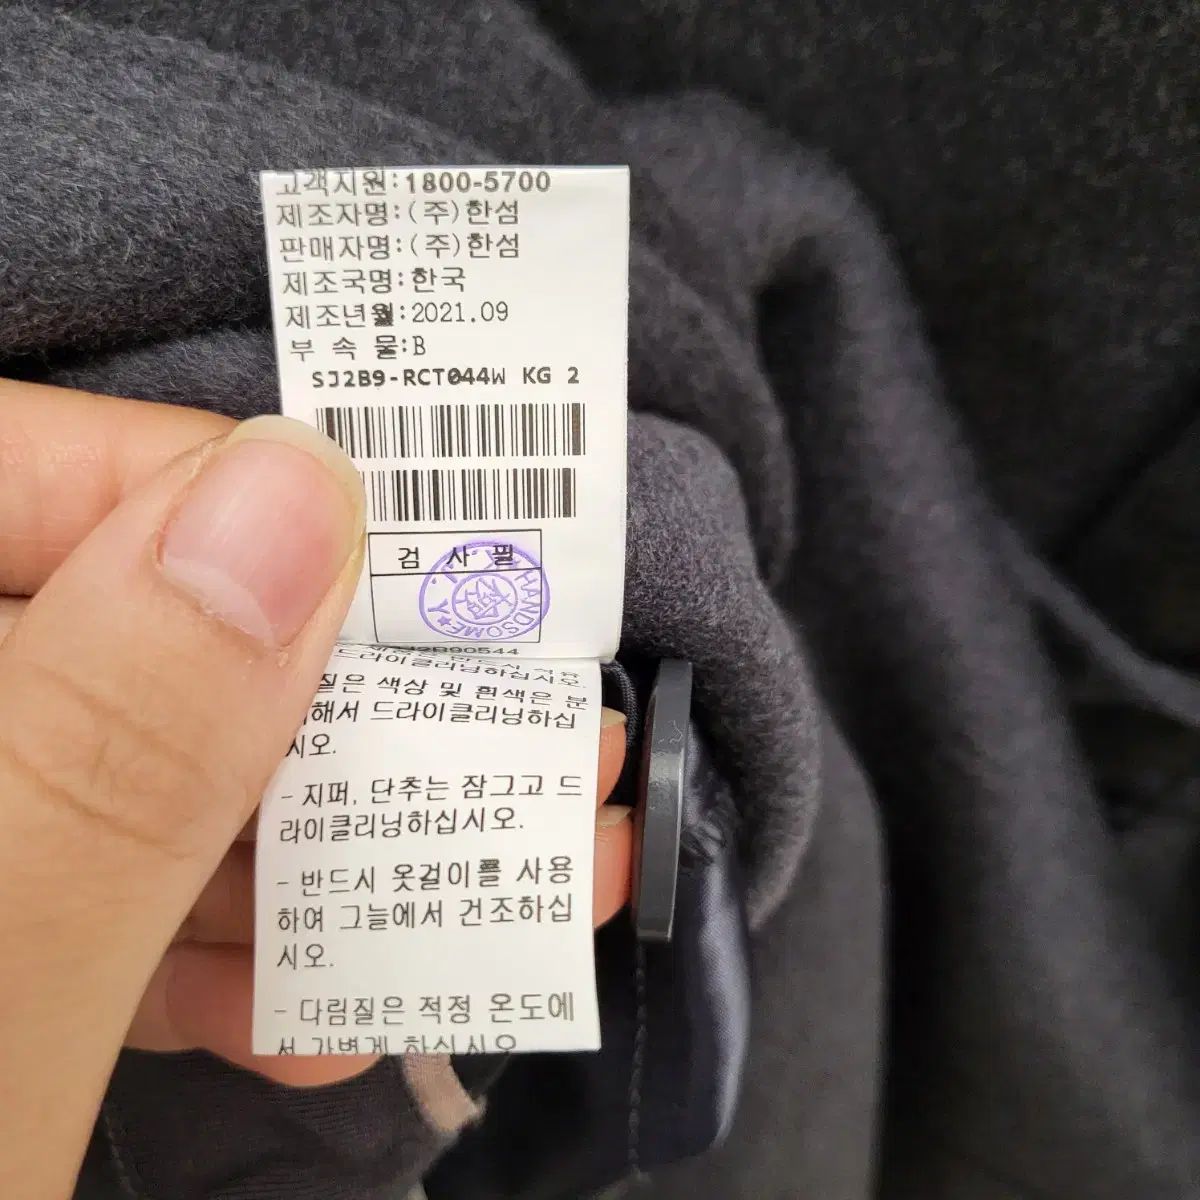 고객지원:1800-5700
제조자명:(주)한섬
판매자명:(주)한섬
제조국명:한국
제조년월:2021.09
부 속 물:B
SJ2B9-RCT044W KG 2
검 사 필
HANDSOME
드라이클리닝하십시오.
질은 색상 및 흰색은 분
해서 드라이클리닝하십
시오.
- 지퍼, 단추는 잠그고 드
라이클리닝하십시오.
- 반드시 옷걸이를 사용
하여 그늘에서 건조하십
시오.
- 다림질은 적정 온도에
서 가볍게 하십시오